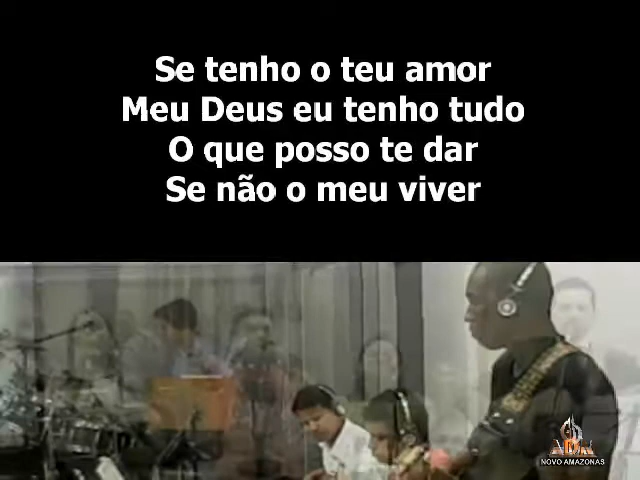 Se tenho o teu amor
Meu Deus eu tenho tudo
O que posso te dar
Se não o meu viver
NOVO AMAZONAS